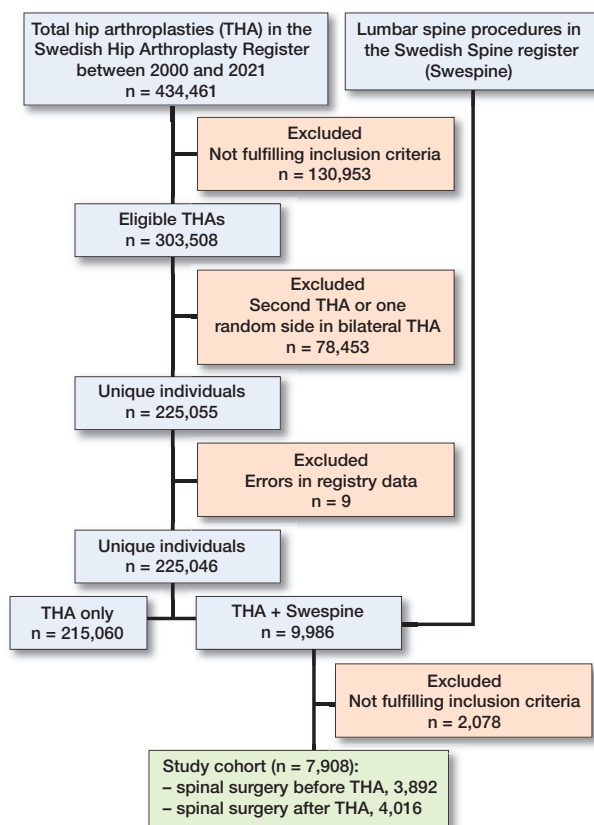 Total hip arthroplasties (THA) in the
Swedish Hip Arthroplasty Register
between 2000 and 2021
n = 434,461
Lumbar spine procedures in
the Swedish Spine register
(Swespine)
Excluded
Not fulfilling inclusion criteria
n = 130,953
Eligible THAs
n = 303,508
Excluded
Second THA or one
random side in bilateral THA
n = 78,453
Unique individuals
n = 225,055
Excluded
Errors in registry data
n = 9
Unique individuals
n = 225,046
THA only
n = 215,060
THA + Swespine
n = 9,986
Excluded
Not fulfilling inclusion criteria
n = 2,078
Study cohort (n = 7,908):
– spinal surgery before THA, 3,892
– spinal surgery after THA, 4,016